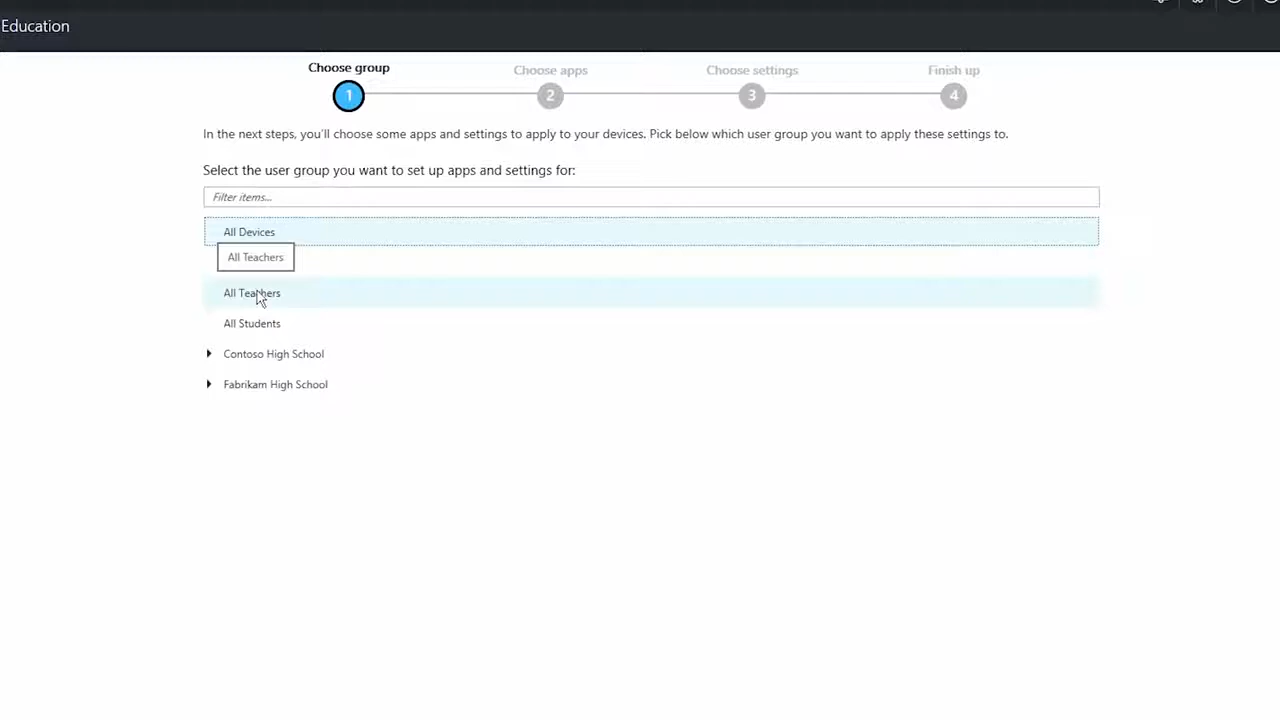 Education
Choose group
Choose apps
Choose settings
Finish up
1
2
3
4
In the next steps, you'll choose some apps and settings to apply to your devices. Pick below which user group you want to apply these settings to.
Select the user group you want to set up apps and settings for:
Filter items...
All Devices
All Teachers
All Teachers
All Students
Contoso High School
Fabrikam High School